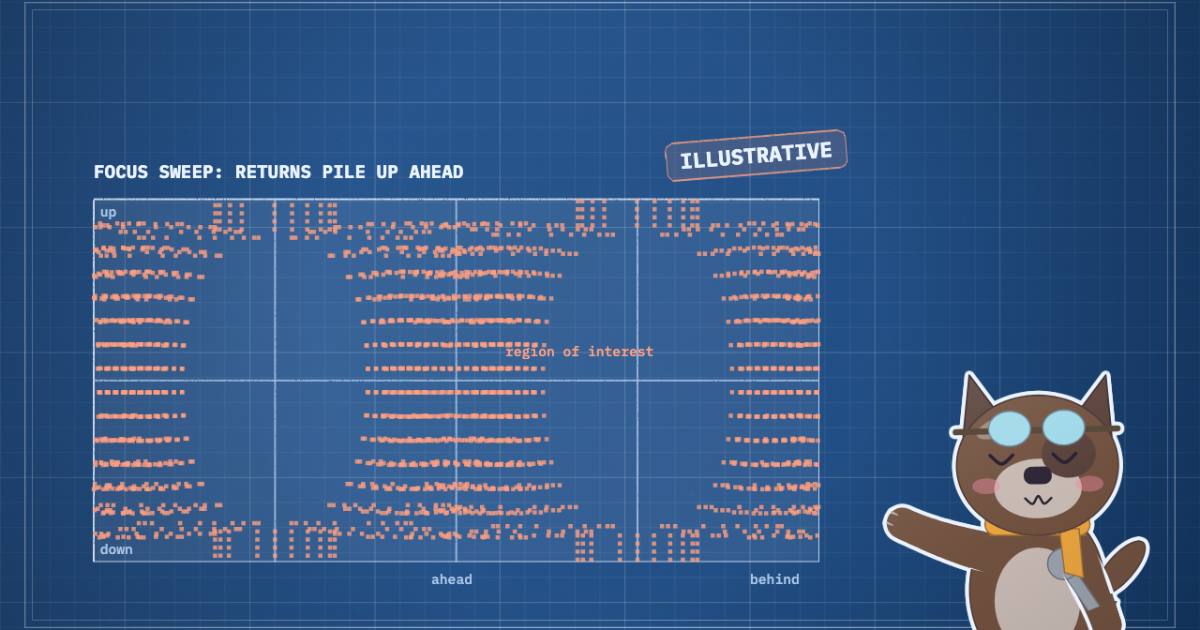 ILLUSTRATIVE
FOCUS SWEEP: RETURNS PILE UP AHEAD
up
region of interest
down
ahead
behind